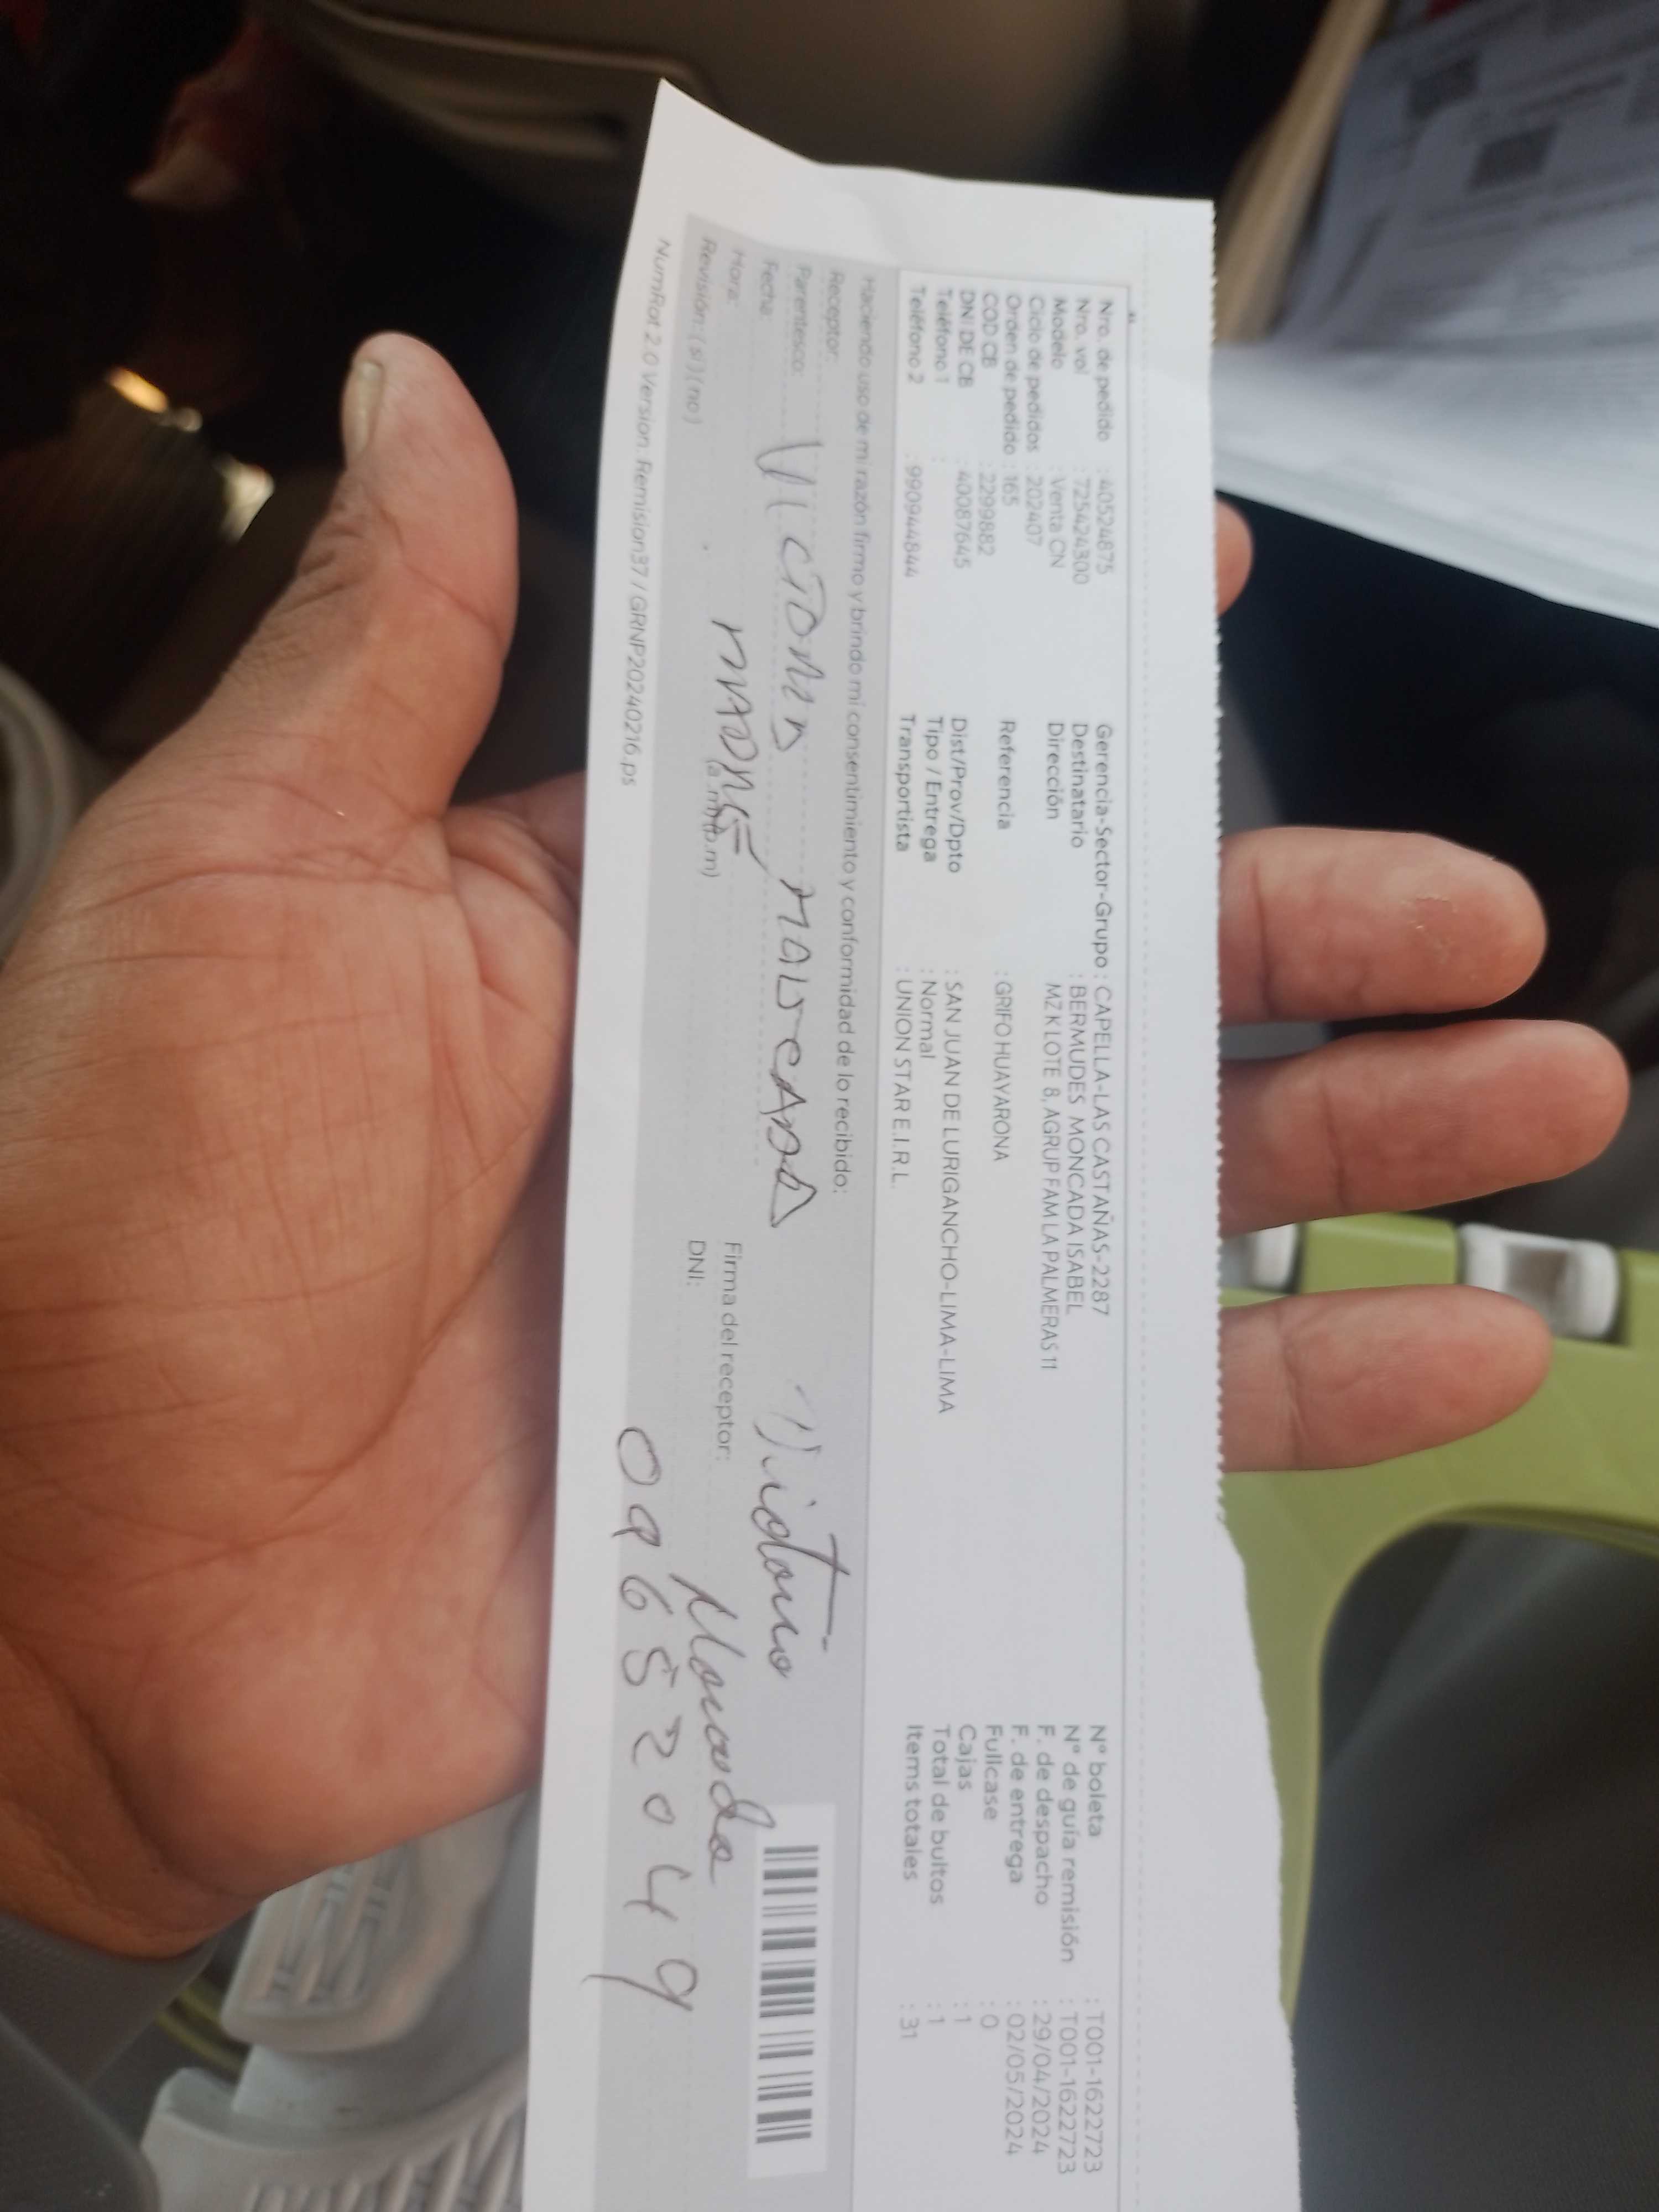 Nro. de pedido : 40524875
Nro. vol : 725424300
Modelo : Venta CN
Ciclo de pedidos : 202407
Orden de pedido : 165
COD CB : 2299882
DNI DE CB : 40087645
Teléfono 1 :
Teléfono 2 : 990944844
Gerencia-Sector-Grupo : CAPELLA-LAS CASTAÑAS-2287
Destinatario : BERMUDES MONCADA ISABEL
Dirección MZ K LOTE 8, AGRUP FAM LA PALMERAS 11
Referencia : GRIFO HUAYARONA
Dist/Prov/Dpto : SAN JUAN DE LURIGANCHO-LIMA-LIMA
Tipo / Entrega : Normal
Transportista : UNION STAR E.I.R.L.
N° boleta : T001-1622723
N° de guía remisión : T001-1622723
F. de despacho : 29/04/2024
F. de entrega : 02/05/2024
Fullcase : 0
Cajas : 1
Total de bultos : 1
Items totales : 31
Haciendo uso de mi razón firmo y brindo mi consentimiento y conformidad de lo recibido:
Receptor:
Parentesco:
Fecha:
Hora: (a.m/p.m)
Revisión: (si) (no)
MADRE
Firma del receptor:
DNI: 09652049
NumRot 2.0 Version. Remision37 / GRNP20240216.ps